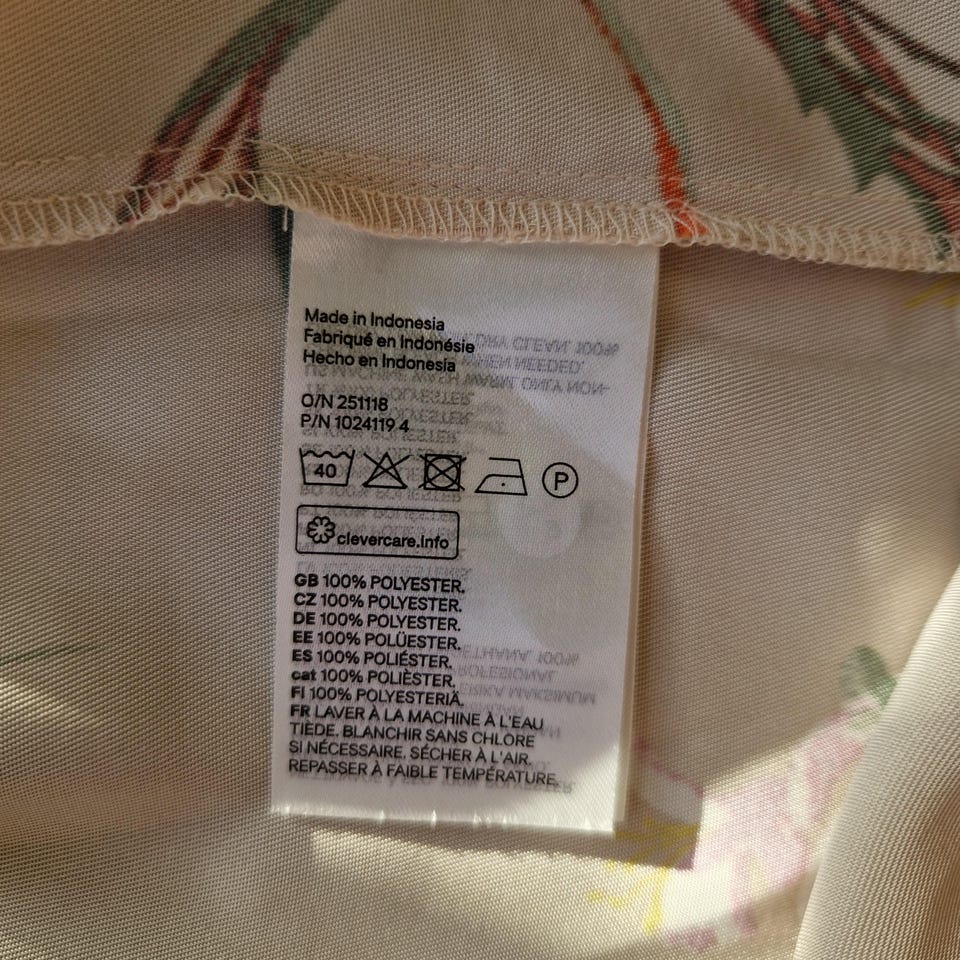 Made in Indonesia
Fabriqué en Indonésie
Hecho en Indonesia
O/N 251118
P/N 1024119 4
40 P
clevercare.info
GB 100% POLYESTER.
CZ 100% POLYESTER.
DE 100% POLYESTER.
EE 100% POLÜESTER.
ES 100% POLIÉSTER.
cat 100% POLIÈSTER.
FI 100% POLYESTERIÄ.
FR LAVER À LA MACHINE À L'EAU
TIÈDE. BLANCHIR SANS CHLORE
SI NÉCESSAIRE. SÉCHER À L'AIR.
REPASSER À FAIBLE TEMPÉRATURE.